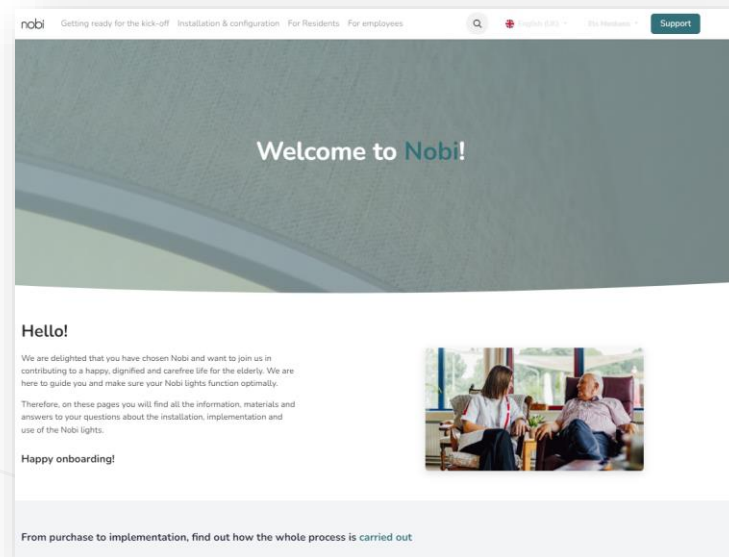 nobi
Getting ready for the kick-off Installation & configuration For Residents For employees
English (UK)
Support
Welcome to Nobi!
Hello!
We are delighted that you have chosen Nobi and want to join us in
contributing to a happy, dignified and carefree life for the elderly. We are
here to guide you and make sure your Nobi lights function optimally.
Therefore, on these pages you will find all the information, materials and
answers to your questions about the installation, implementation and
use of the Nobi lights.
Happy onboarding!
From purchase to implementation, find out how the whole process is carried out